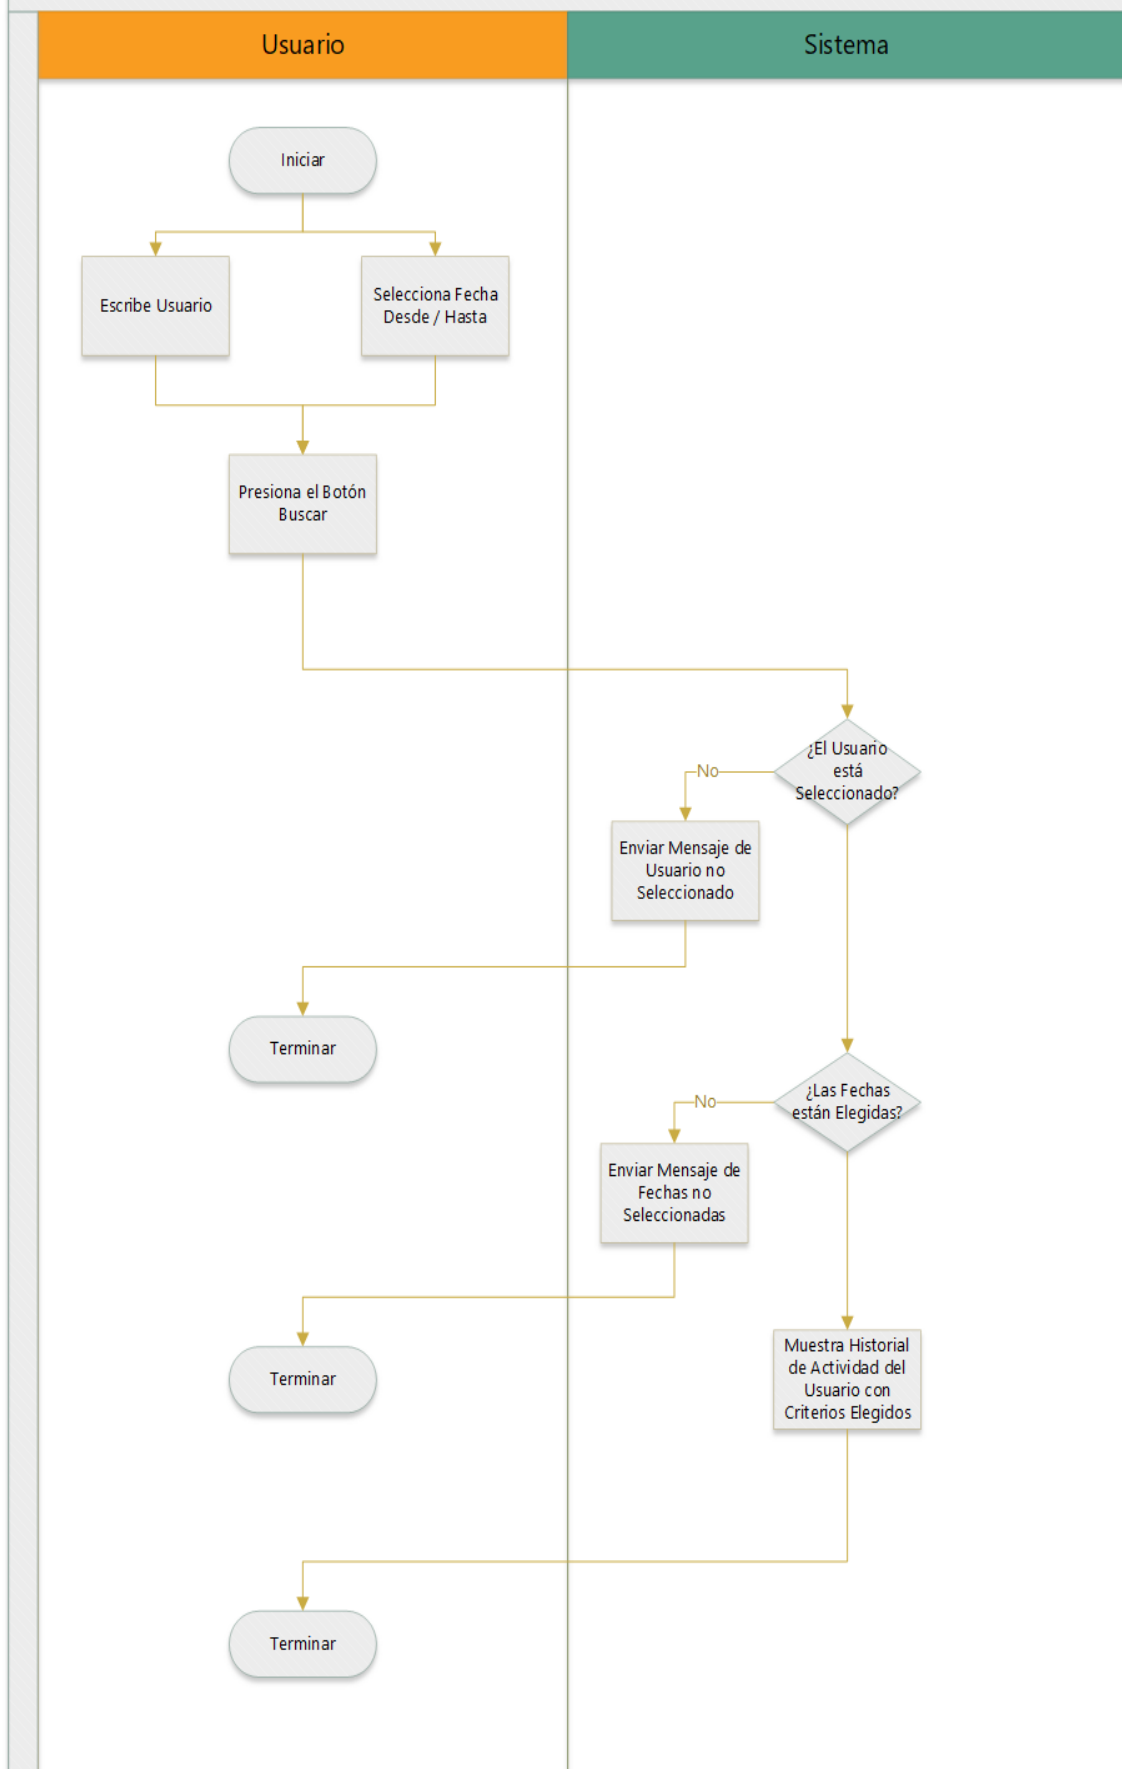 Usuario
Sistema
Iniciar
Escribe Usuario
Selecciona Fecha
Desde / Hasta
Presiona el Botón
Buscar
¿El Usuario
está
Seleccionado?
No
Enviar Mensaje de
Usuario no
Seleccionado
Terminar
¿Las Fechas
están Elegidas?
No
Enviar Mensaje de
Fechas no
Seleccionadas
Terminar
Muestra Historial
de Actividad del
Usuario con
Criterios Elegidos
Terminar